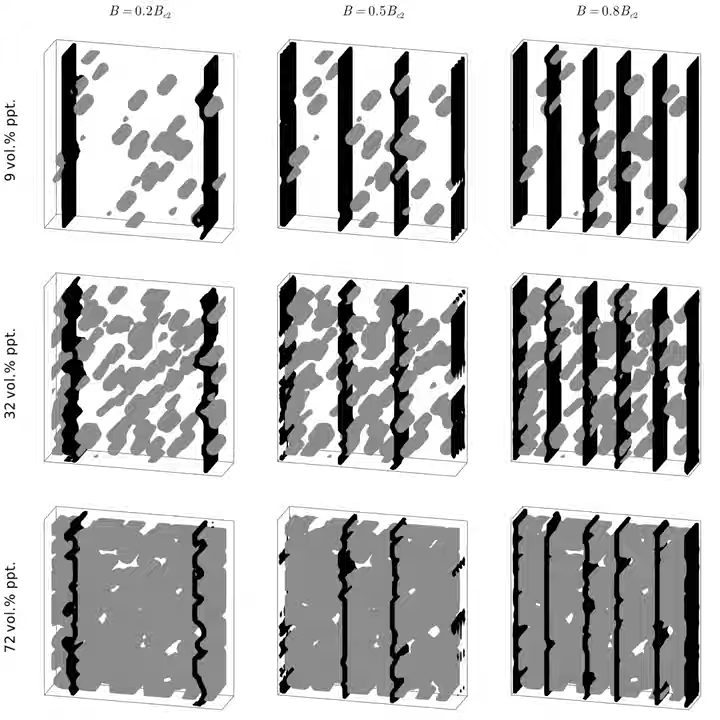 B = 0.2B_{c2}
B = 0.5B_{c2}
B = 0.8B_{c2}
9 vol.% ppt.
32 vol.% ppt.
72 vol.% ppt.